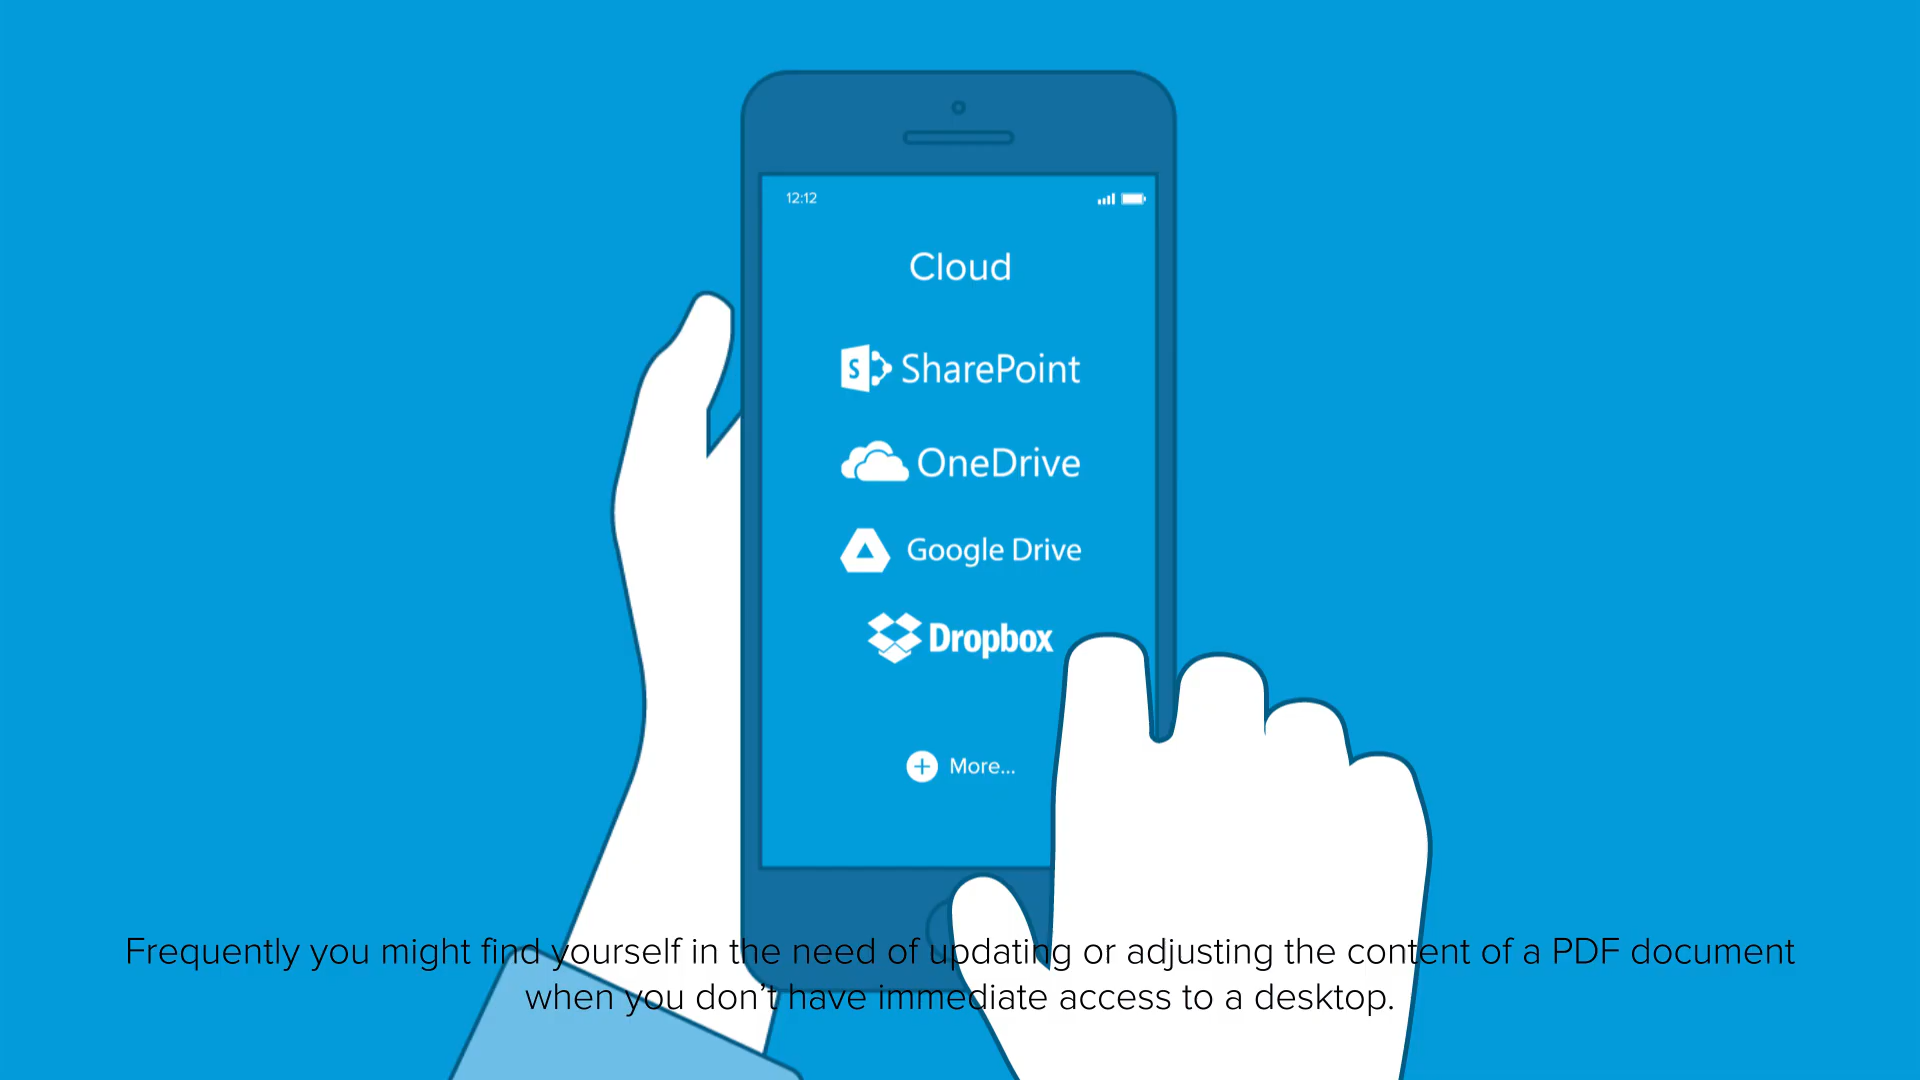 12:12
Cloud
S SharePoint
OneDrive
Google Drive
Dropbox
More...
Frequently you might find yourself in the need of updating or adjusting the content of a PDF document
when you don’t have immediate access to a desktop.